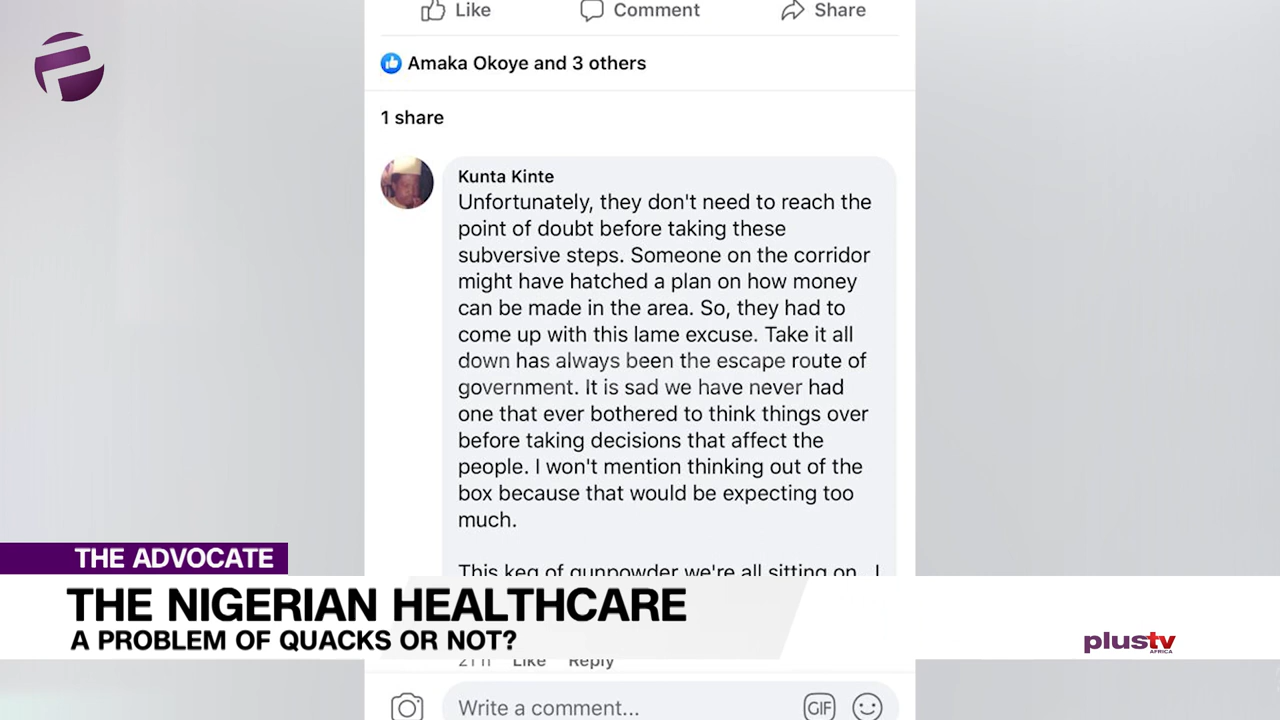 Like Comment Share
Amaka Okoye and 3 others
1 share
Kunta Kinte
Unfortunately, they don't need to reach the
point of doubt before taking these
subversive steps. Someone on the corridor
might have hatched a plan on how money
can be made in the area. So, they had to
come up with this lame excuse. Take it all
down has always been the escape route of
government. It is sad we have never had
one that ever bothered to think things over
before taking decisions that affect the
people. I won't mention thinking out of the
box because that would be expecting too
much.
This keg of gunpowder we're all sitting on.. I
THE ADVOCATE
THE NIGERIAN HEALTHCARE
A PROBLEM OF QUACKS OR NOT?
plustv
AFRICA
21 h Like Reply
Write a comment...
GIF